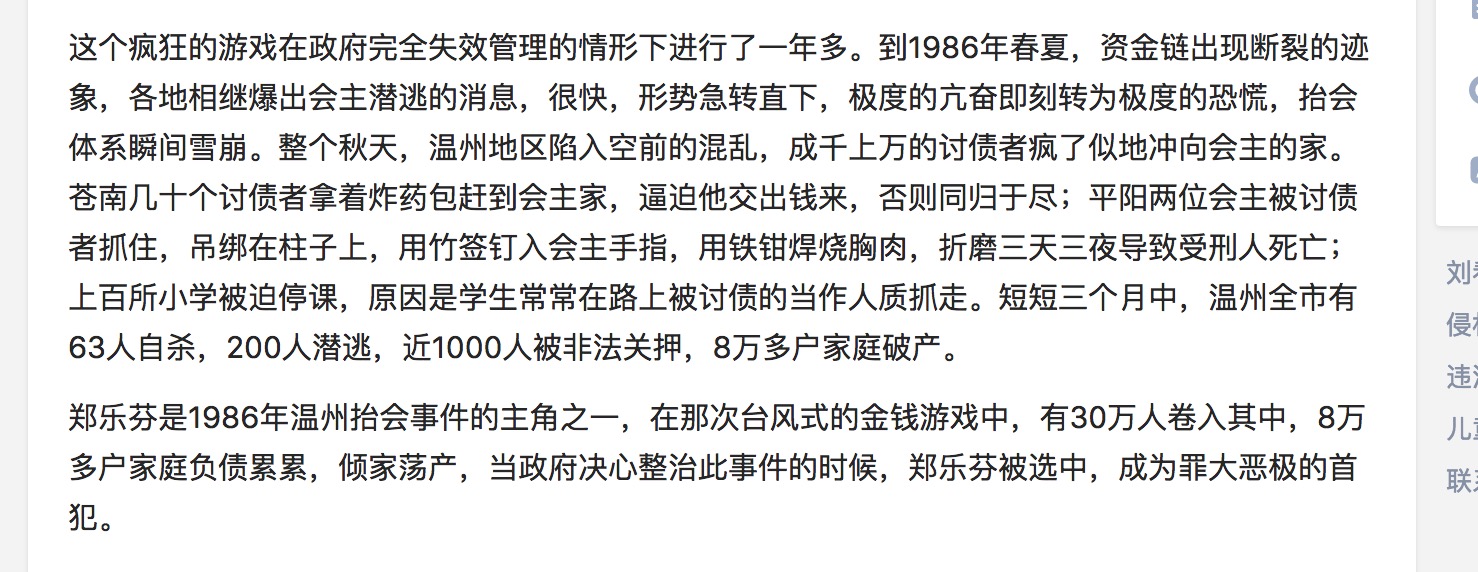 这个疯狂的游戏在政府完全失效管理的情形下进行了一年多。到1986年春夏，资金链出现断裂的迹
象，各地相继爆出会主潜逃的消息，很快，形势急转直下，极度的亢奋即刻转为极度的恐慌，抬会
体系瞬间雪崩。整个秋天，温州地区陷入空前的混乱，成千上万的讨债者疯了似地冲向会主的家。
苍南几十个讨债者拿着炸药包赶到会主家，逼迫他交出钱来，否则同归于尽；平阳两位会主被讨债
者抓住，吊绑在柱子上，用竹签钉入会主手指，用铁钳焊烧胸肉，折磨三天三夜导致受刑人死亡；
上百所小学被迫停课，原因是学生常常在路上被讨债的当作人质抓走。短短三个月中，温州全市有
63人自杀，200人潜逃，近1000人被非法关押，8万多户家庭破产。
郑乐芬是1986年温州抬会事件的主角之一，在那次台风式的金钱游戏中，有30万人卷入其中，8万
多户家庭负债累累，倾家荡产，当政府决心整治此事件的时候，郑乐芬被选中，成为罪大恶极的首
犯。
刘
侵
违
儿
联